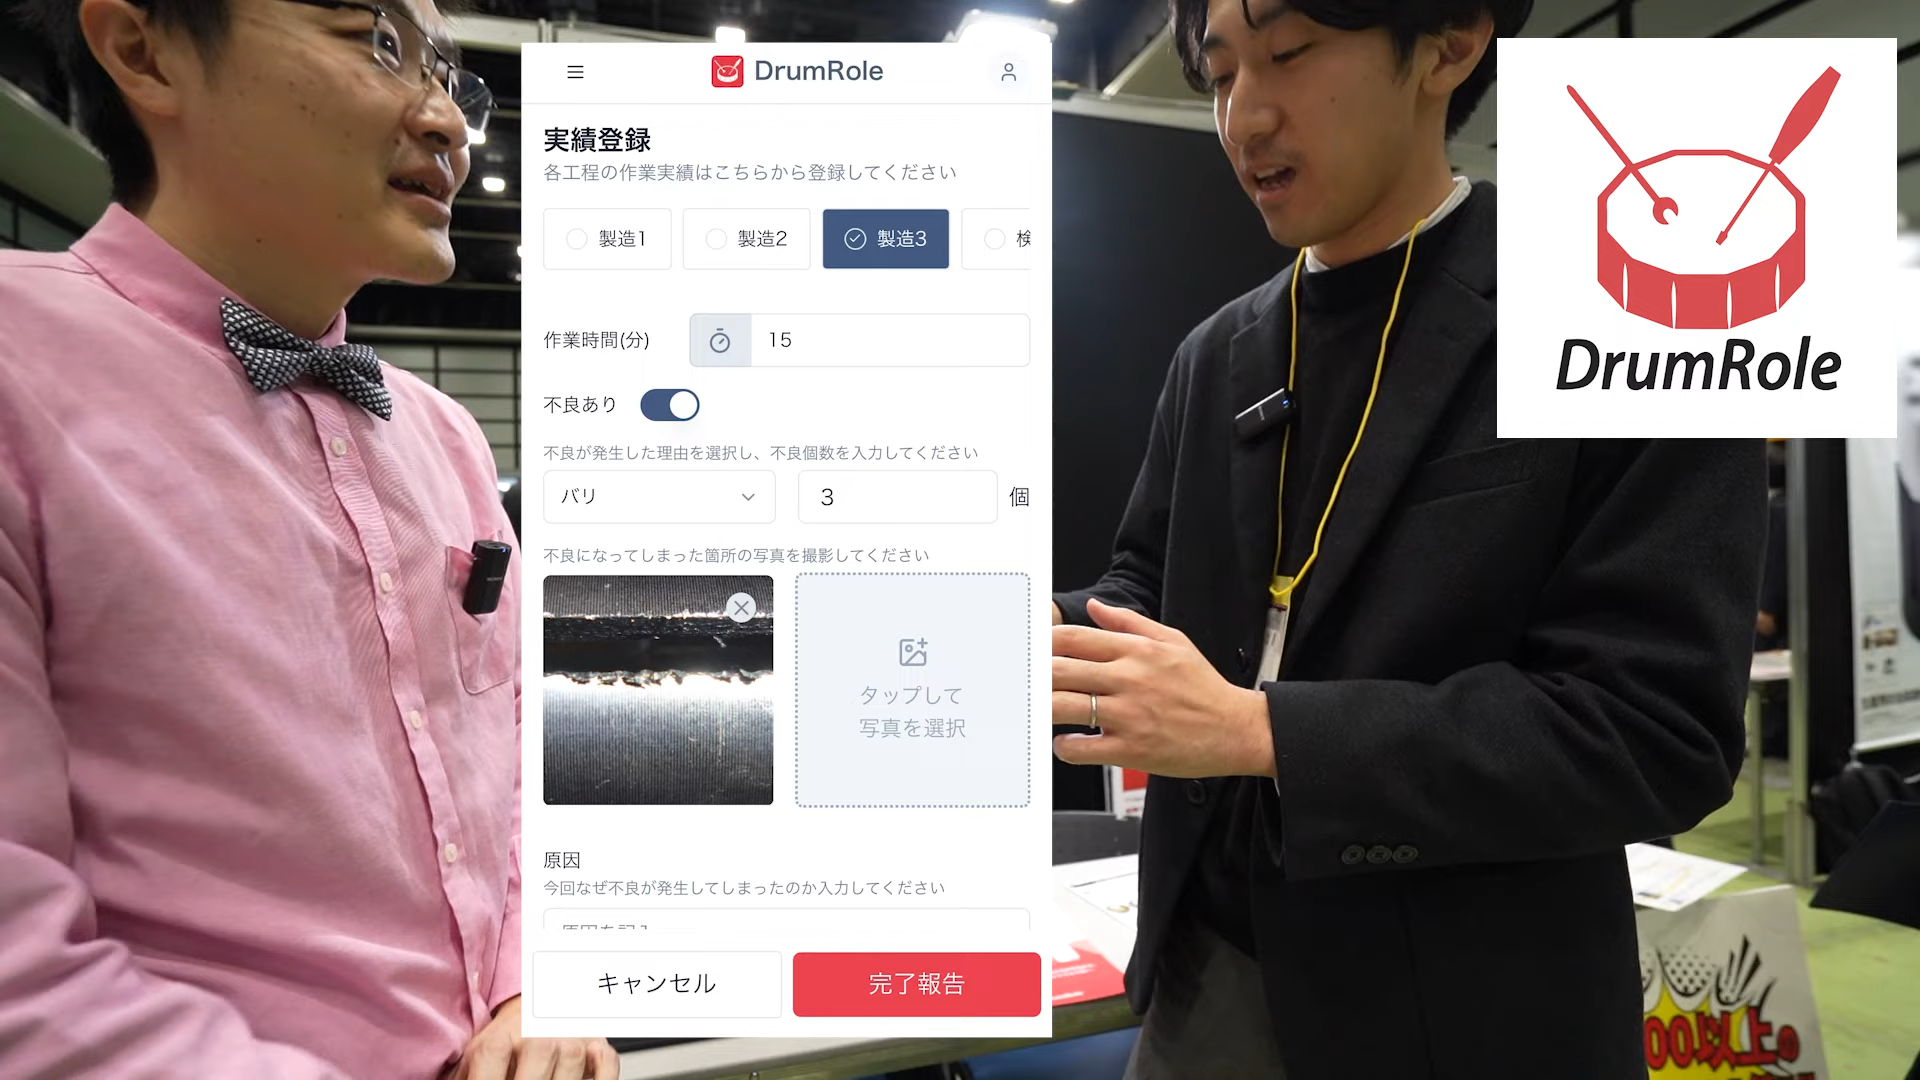 DrumRole
実績登録
各工程の作業実績はこちらから登録してください
製造1
製造2
製造3
検
作業時間(分)
15
不良あり
不良が発生した理由を選択し、不良個数を入力してください
バリ
3
個
不良になってしまった箇所の写真を撮影してください
タップして
写真を選択
原因
今回なぜ不良が発生してしまったのか入力してください
キャンセル
完了報告
DrumRole
00以上の